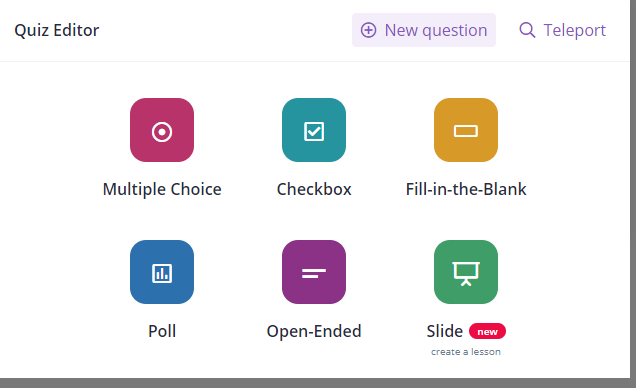 Quiz Editor New question Teleport
Multiple Choice Checkbox Fill-in-the-Blank
Poll Open-Ended Slide new
create a lesson